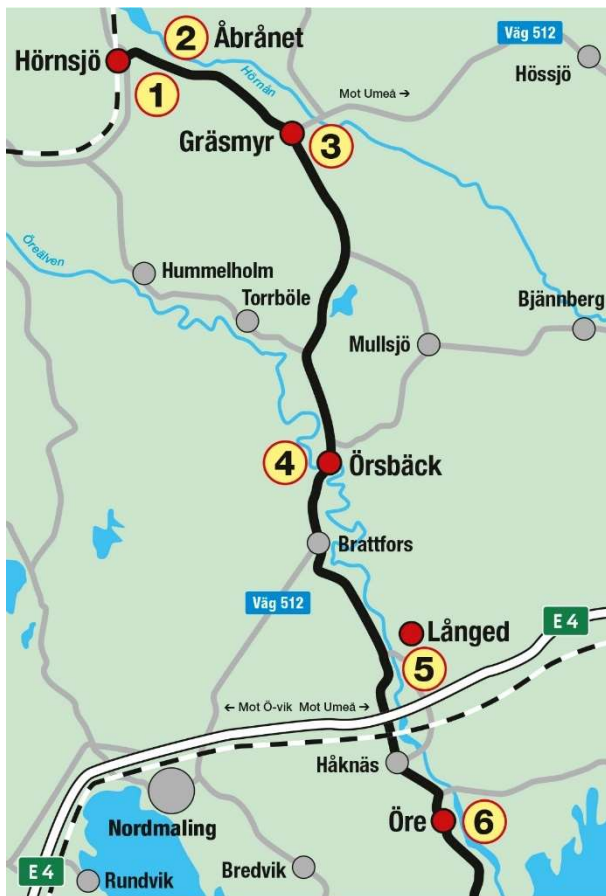 2 Åbrånet
Väg 512
Hörnsjö
Hössjö
1
Hörnån
Mot Umeå →
Gräsmyr
3
Öreälven
Hummelholm
Torrböle
Bjännberg
Mullsjö
4
Örsbäck
Brattfors
Väg 512
Långed
E 4
5
← Mot Ö-vik Mot Umeå →
Håknäs
Nordmaling
Öre
6
E 4
Rundvik
Bredvik